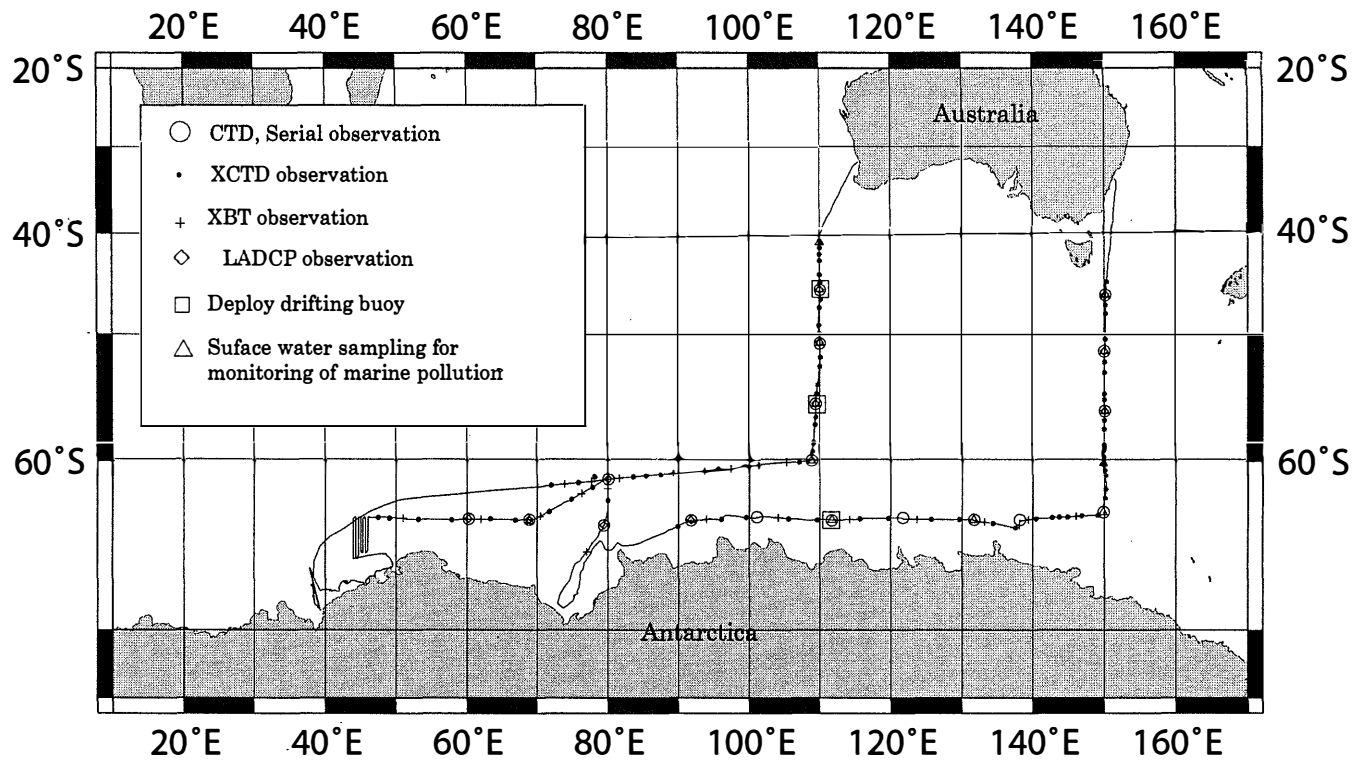 20°E 40°E 60°E 80°E 100°E 120°E 140°E 160°E
20°S 20°S
Australia
CTD, Serial observation
XCTD observation
XBT observation
40°S 40°S
LADCP observation
Deploy drifting buoy
Suface water sampling for
monitoring of marine pollution
60°S 60°S
Antarctica
20°E 40°E 60°E 80°E 100°E 120°E 140°E 160°E